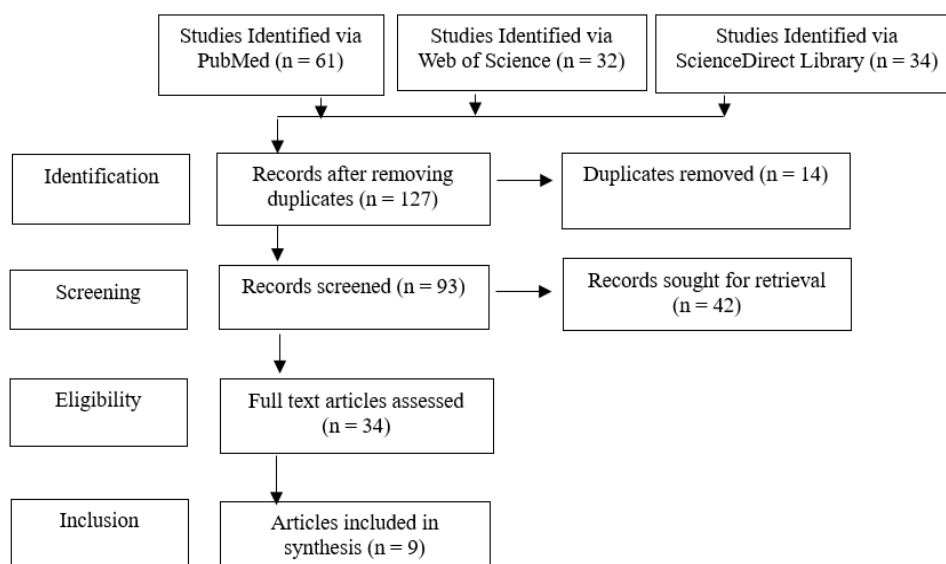 Studies Identified via
PubMed (n = 61)
Studies Identified via
Web of Science (n = 32)
Studies Identified via
ScienceDirect Library (n = 34)
Identification
Records after removing
duplicates (n = 127)
Duplicates removed (n = 14)
Screening
Records screened (n = 93)
Records sought for retrieval
(n = 42)
Eligibility
Full text articles assessed
(n = 34)
Inclusion
Articles included in
synthesis (n = 9)